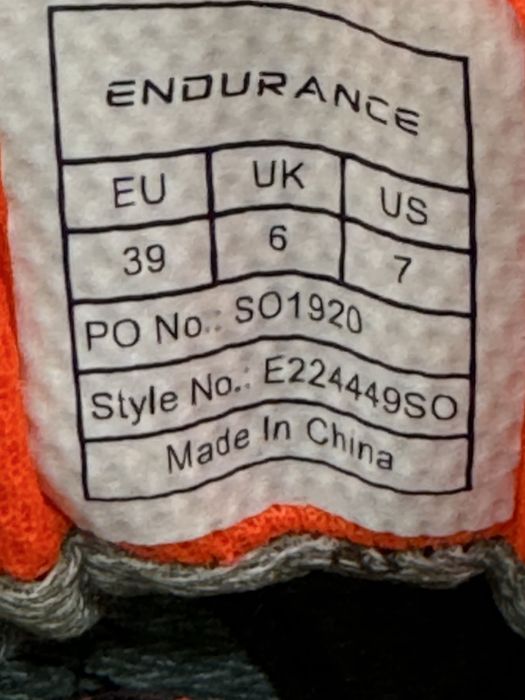 ENDURANCE
EU UK US
39 6 7
PO No.: SO1920
Style No.: E224449SO
Made In China